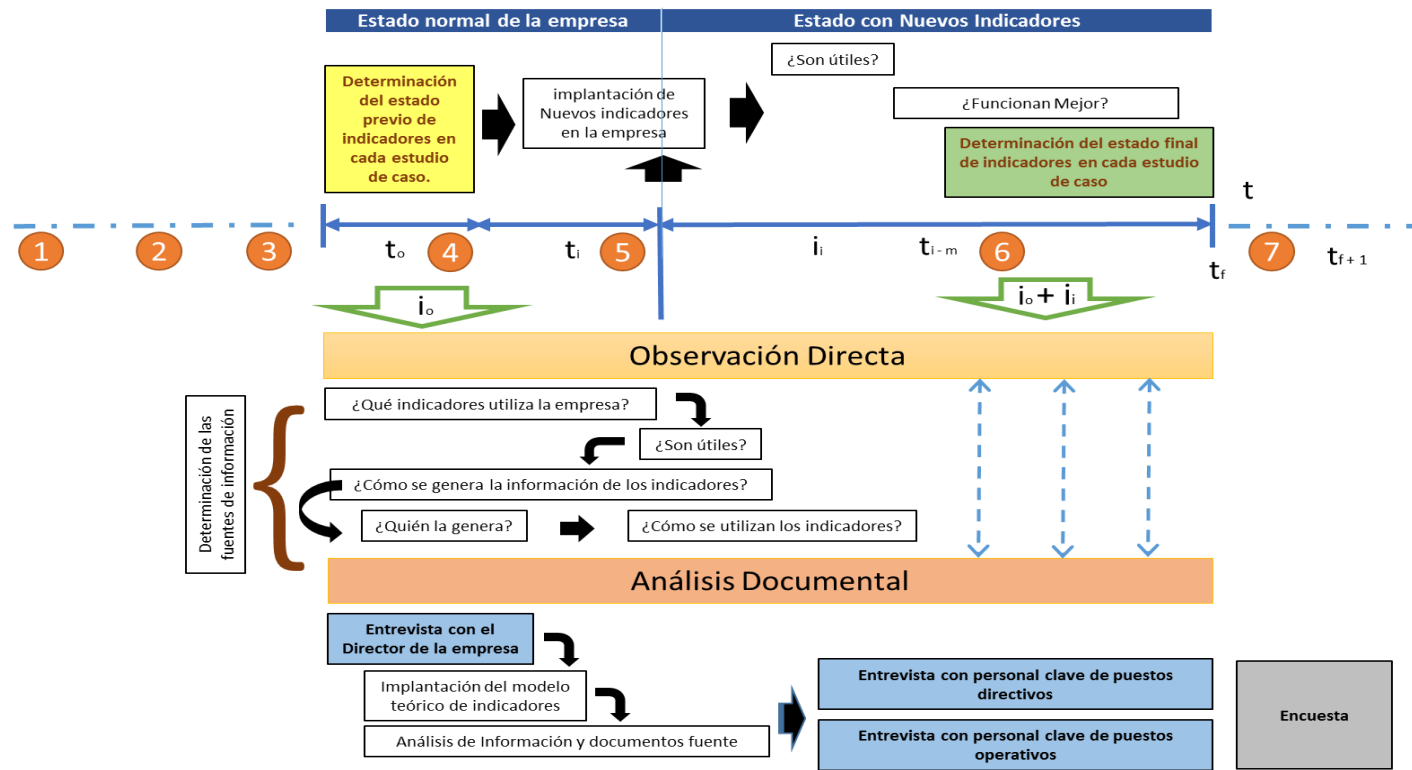 Estado normal de la empresa
Estado con Nuevos Indicadores
¿Son útiles?
Determinación
del estado
previo de
indicadores en
cada estudio
de caso.
implantación de
Nuevos indicadores
en la empresa
¿Funcionan Mejor?
Determinación del estado final
de indicadores en cada estudio
de caso
t
1
2
3
to
4
ti
5
ii
ti-m
6
tf
7
tf+1
io
io + ii
Observación Directa
Determinación de las
fuentes de información
¿Qué indicadores utiliza la empresa?
¿Son útiles?
¿Cómo se genera la información de los indicadores?
¿Quién la genera?
¿Cómo se utilizan los indicadores?
Análisis Documental
Entrevista con el
Director de la empresa
Implantación del modelo
teórico de indicadores
Análisis de Información y documentos fuente
Entrevista con personal clave de puestos
directivos
Entrevista con personal clave de puestos
operativos
Encuesta